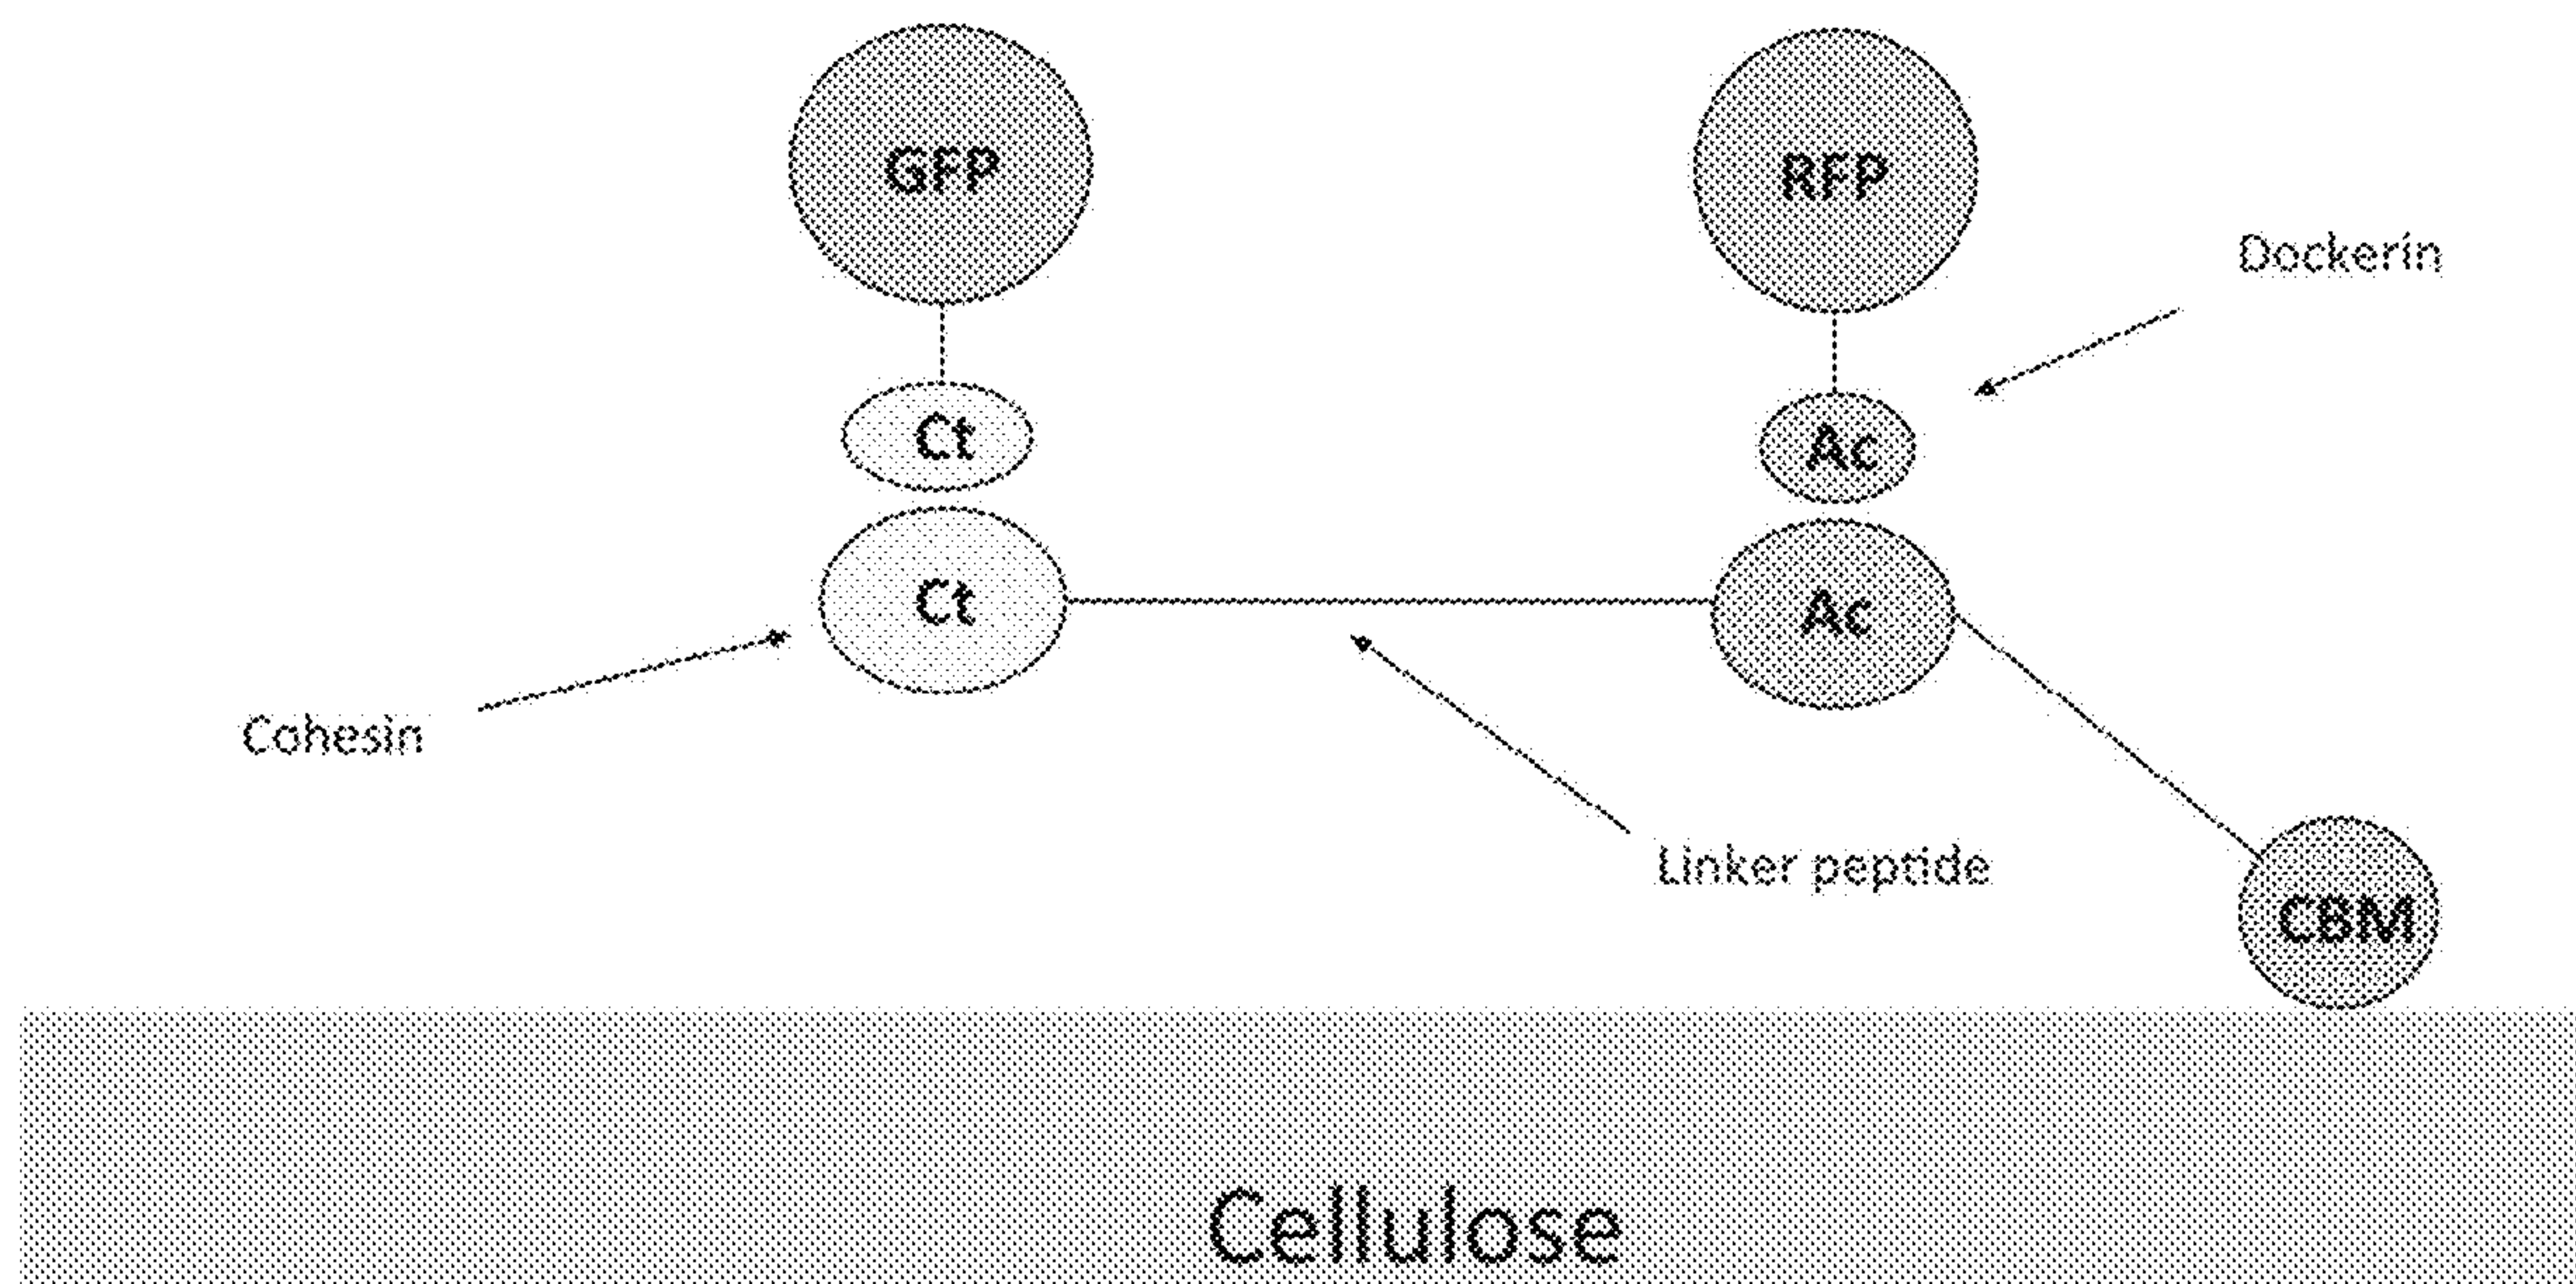 GFP
RFP
Dockerin
Ct
Ac
Ct
Ac
Cohesin
Linker peptide
CBM
Cellulose